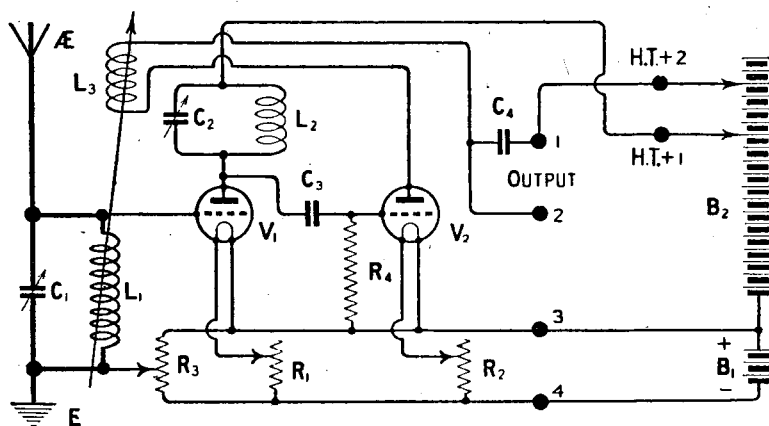 Æ
L3
C2
L2
H.T.+2
C4
1
H.T.+1
OUTPUT
C3
B2
V1
V2
2
C1
L1
R4
3
+
R3
R1
R2
B1
-
4
E